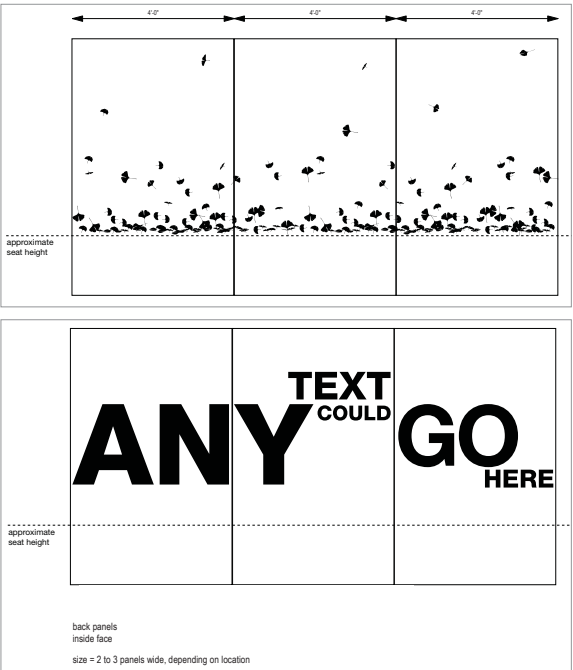 4'-0" 4'-0" 4'-0"
approximate
seat height
TEXT
COULD
ANY GO
HERE
approximate
seat height
back panels
inside face
size = 2 to 3 panels wide, depending on location